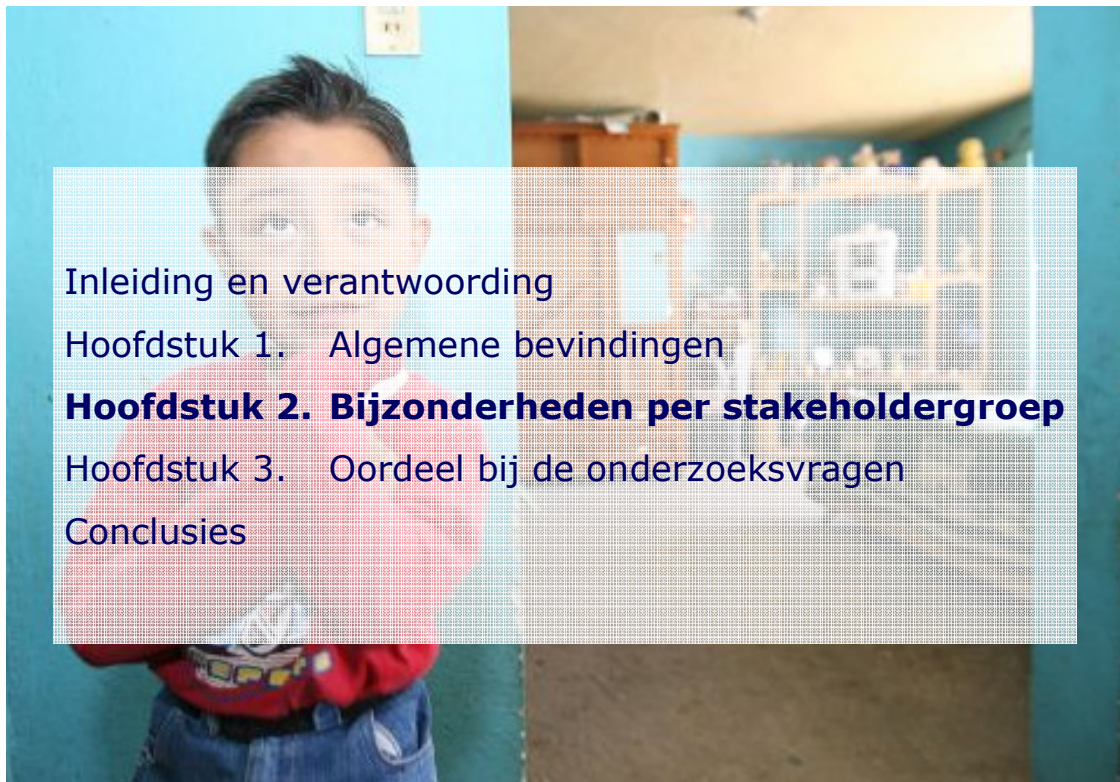 Inleiding en verantwoording
Hoofdstuk 1. Algemene bevindingen
Hoofdstuk 2. Bijzonderheden per stakeholdergroep
Hoofdstuk 3. Oordeel bij de onderzoeksvragen
Conclusies